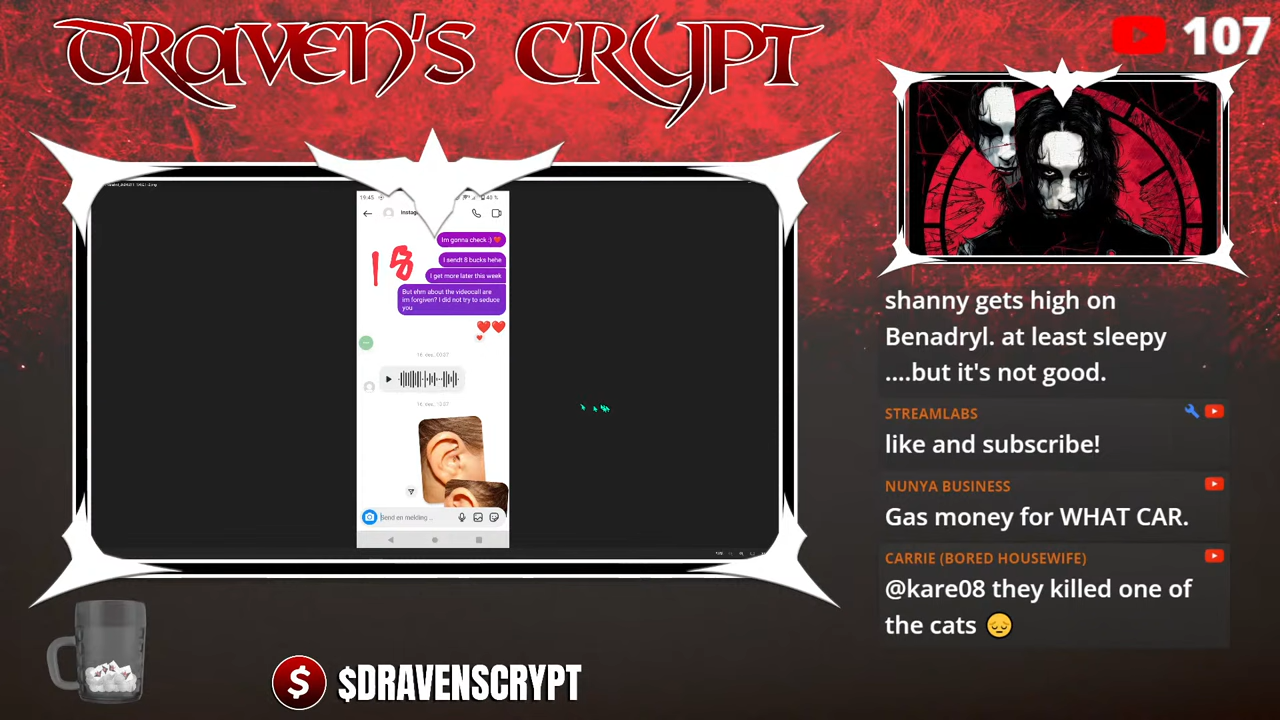 DRAVEN'S CRYPT
107
19:45
Instag
Im gonna check :) ❤️
I sendt 8 bucks hehe
I get more later this week
18
But ehm about the videocall are
im forgiven? I did not try to seduce
you
❤️❤️
Send en melding ...
shanny gets high on
Benadryl. at least sleepy
....but it's not good.
STREAMLABS
like and subscribe!
NUNYA BUSINESS
Gas money for WHAT CAR.
CARRIE (BORED HOUSEWIFE)
@kare08 they killed one of
the cats 😔
$
$DRAVENSCRYPT